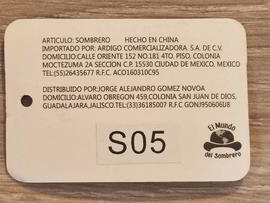 ARTICULO: SOMBRERO HECHO EN CHINA
IMPORTADO POR: ARDIGO COMERCIALIZADORA S.A. DE C.V.
DOMICILIO:CALLE ORIENTE 152 NO.181 4TO. PISO, COLONIA
MOCTEZUMA 2A SECCION C.P. 15530 CIUDAD DE MEXICO, MEXICO
TEL:(55)26435677 R.F.C. ACO160310C95
DISTRIBUIDO POR:JORGE ALEJANDRO GOMEZ NOVOA
DOMICILIO:ALVARO OBREGON 459,COLONIA SAN JUAN DE DIOS,
GUADALAJARA,JALISCO.TEL:(33)36185007 R.F.C GONJ950606U8
S05
El Mundo
del Sombrero